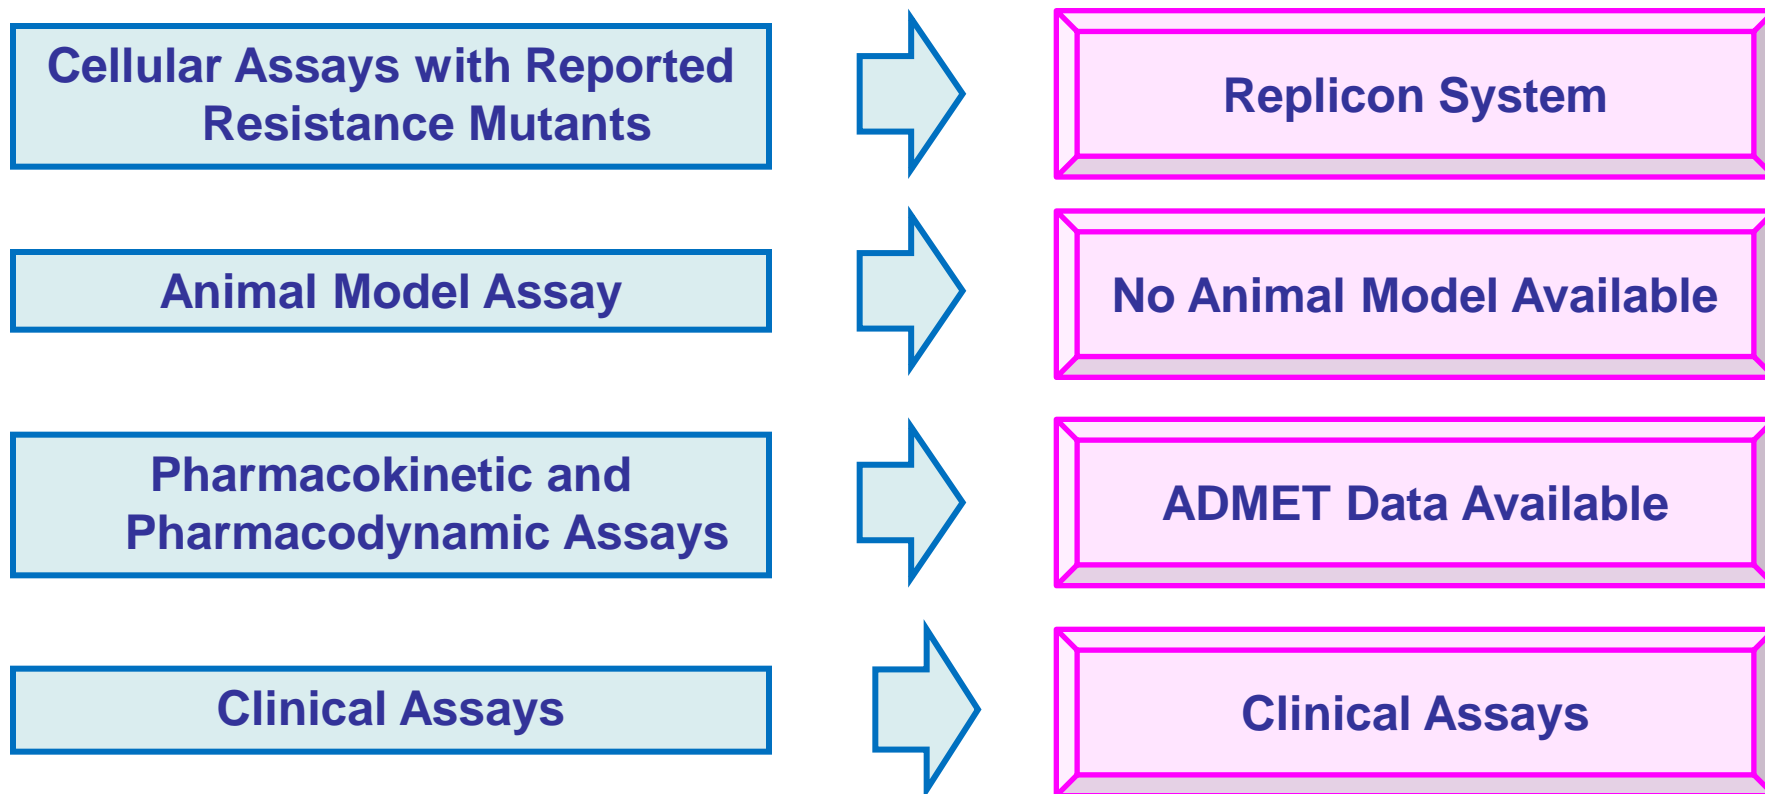 Cellular Assays with Reported
Resistance Mutants
Replicon System
Animal Model Assay
No Animal Model Available
Pharmacokinetic and
Pharmacodynamic Assays
ADMET Data Available
Clinical Assays
Clinical Assays